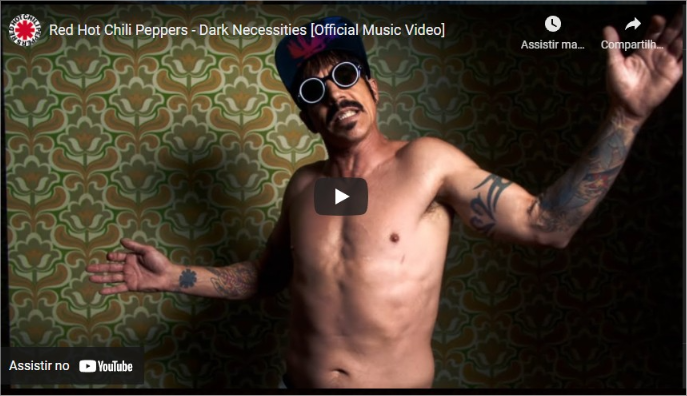 Red Hot Chili Peppers - Dark Necessities [Official Music Video]
Assistir ma...
Compartilh...
Assistir no YouTube